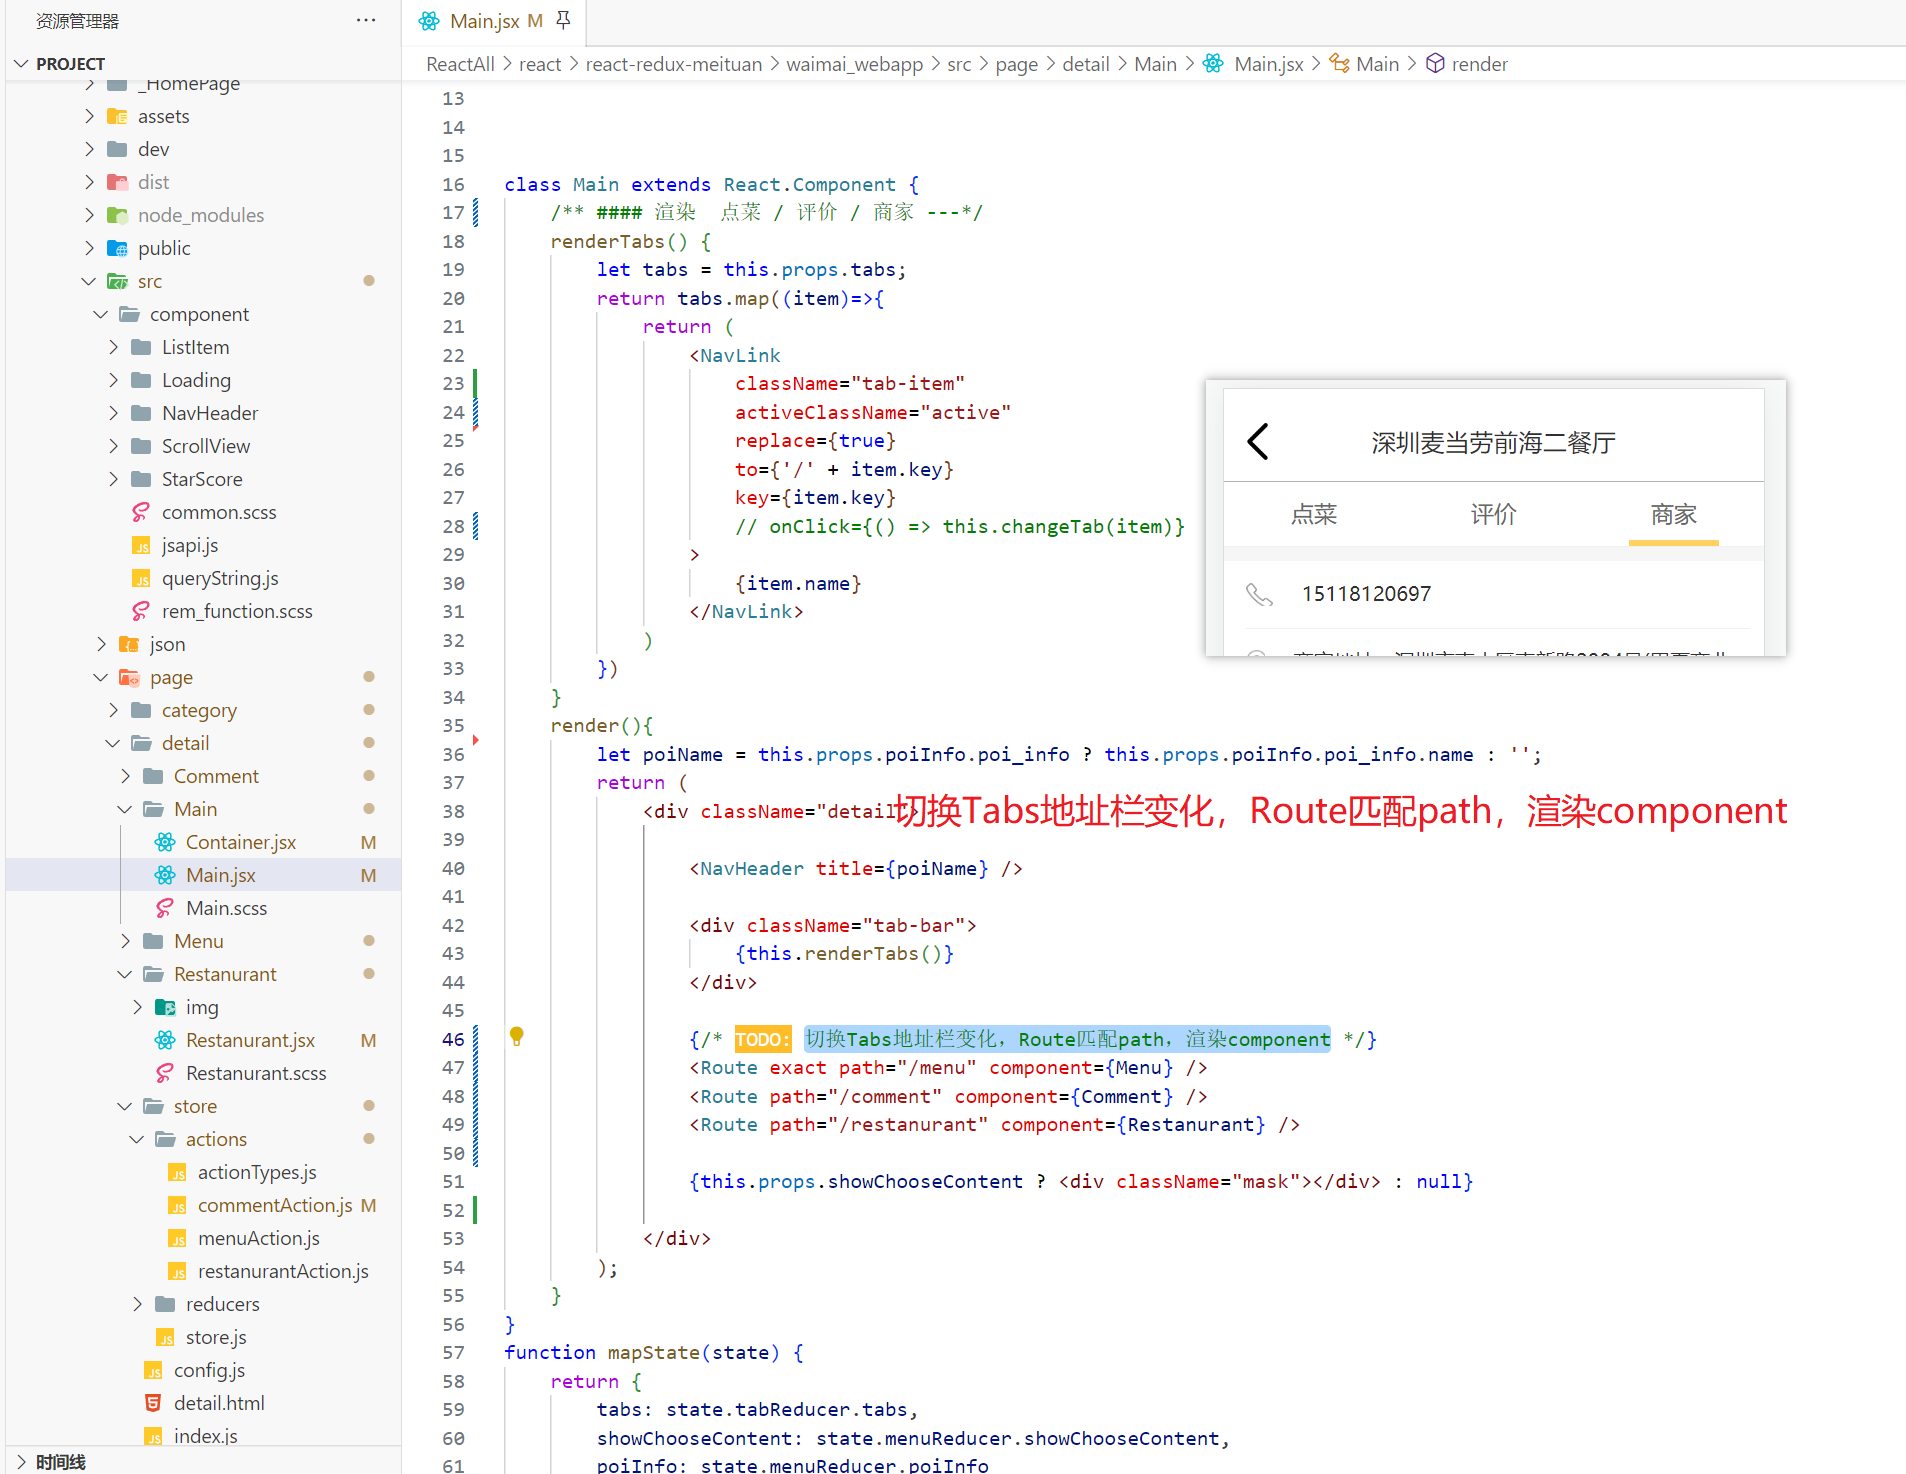 资源管理器
···
PROJECT
_HomePage
assets
dev
dist
node_modules
public
src
component
ListItem
Loading
NavHeader
ScrollView
StarScore
common.scss
jsapi.js
queryString.js
rem_function.scss
json
page
category
detail
Comment
Main
Container.jsx M
Main.jsx M
Main.scss
Menu
Restanurant
img
Restanurant.jsx M
Restanurant.scss
store
actions
actionTypes.js
commentAction.js M
menuAction.js
restanurantAction.js
reducers
store.js
config.js
detail.html
index.js
时间线
Main.jsx M
ReactAll > react > react-redux-meituan > waimai_webapp > src > page > detail > Main > Main.jsx > Main > render
13
14
15
16 class Main extends React.Component {
17 /** #### 渲染 点菜 / 评价 / 商家 ---*/
18 renderTabs() {
19 let tabs = this.props.tabs;
20 return tabs.map((item)=>{
21 return (
22 <NavLink
23 className="tab-item"
24 activeClassName="active"
25 replace={true}
26 to={'/' + item.key}
27 key={item.key}
28 // onClick={() => this.changeTab(item)}
29 >
30 {item.name}
31 </NavLink>
32 )
33 })
34 }
35 render(){
36 let poiName = this.props.poiInfo.poi_info ? this.props.poiInfo.poi_info.name : '';
37 return (
38 <div className="detail
切换Tabs地址栏变化，Route匹配path，渲染component
39
40 <NavHeader title={poiName} />
41
42 <div className="tab-bar">
43 {this.renderTabs()}
44 </div>
45
46 {/* TODO: 切换Tabs地址栏变化，Route匹配path，渲染component */}
47 <Route exact path="/menu" component={Menu} />
48 <Route path="/comment" component={Comment} />
49 <Route path="/restanurant" component={Restanurant} />
50
51 {this.props.showChooseContent ? <div className="mask"></div> : null}
52
53 </div>
54 );
55 }
56 }
57 function mapState(state) {
58 return {
59 tabs: state.tabReducer.tabs,
60 showChooseContent: state.menuReducer.showChooseContent,
61 poiInfo: state.menuReducer.poiInfo
深圳麦当劳前海二餐厅
点菜 评价 商家
15118120697